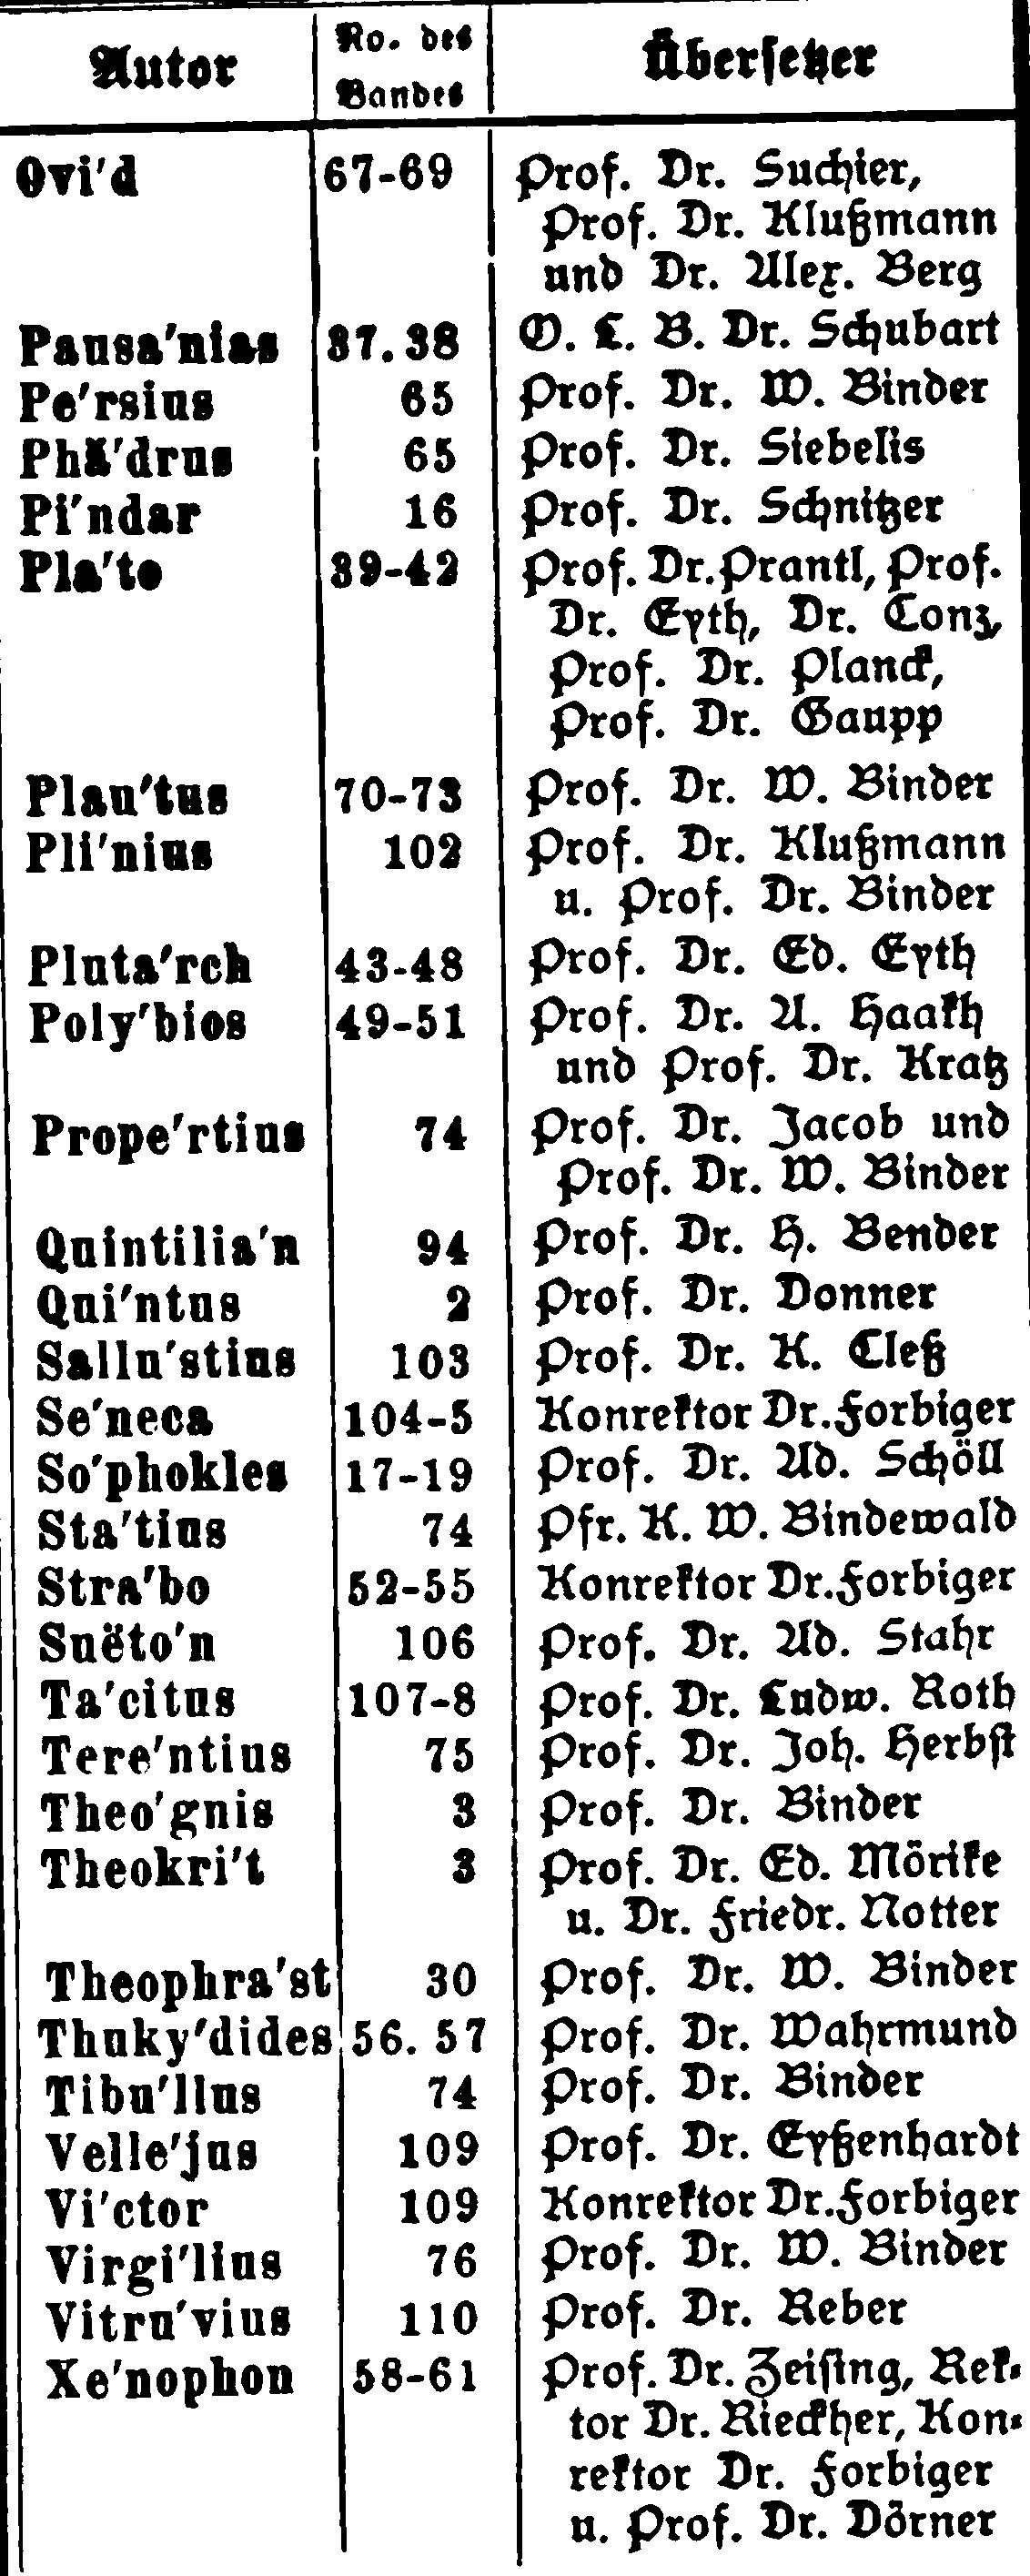 Autor No. des Bandes Übersetzer
Ovi'd 67-69 Prof. Dr. Suchier,
Prof. Dr. Klußmann
und Dr. Alex. Berg
Pausa'nias 37. 38 O. L. B. Dr. Schubart
Pe'rsius 65 Prof. Dr. W. Binder
Phä'drus 65 Prof. Dr. Siebelis
Pi'ndar 16 Prof. Dr. Schnitzer
Pla'to 39-42 Prof. Dr. Prantl, Prof.
Dr. Eyth, Dr. Conz,
Prof. Dr. Planck,
Prof. Dr. Gaupp
Plau'tus 70-73 Prof. Dr. W. Binder
Pli'nius 102 Prof. Dr. Klußmann
u. Prof. Dr. Binder
Pluta'rch 43-48 Prof. Dr. Ed. Eyth
Poly'bios 49-51 Prof. Dr. A. Haakh
und Prof. Dr. Kratz
Prope'rtius 74 Prof. Dr. Jacob und
Prof. Dr. W. Binder
Quintilia'n 94 Prof. Dr. H. Bender
Qui'ntus 2 Prof. Dr. Donner
Sallu'stius 103 Prof. Dr. K. Cleß
Se'neca 104-5 Konrektor Dr. Forbiger
So'phokles 17-19 Prof. Dr. Ad. Schöll
Sta'tius 74 Pfr. K. W. Bindewald
Stra'bo 52-55 Konrektor Dr. Forbiger
Suëto'n 106 Prof. Dr. Ad. Stahr
Ta'citus 107-8 Prof. Dr. Ludw. Roth
Tere'ntius 75 Prof. Dr. Joh. Herbst
Theo'gnis 3 Prof. Dr. Binder
Theokri't 3 Prof. Dr. Ed. Mörike
u. Dr. Friedr. Notter
Theophra'st 30 Prof. Dr. W. Binder
Thuky'dides 56. 57 Prof. Dr. Wahrmund
Tibu'llus 74 Prof. Dr. Binder
Velle'jus 109 Prof. Dr. Eyßenhardt
Vi'ctor 109 Konrektor Dr. Forbiger
Virgi'lius 76 Prof. Dr. W. Binder
Vitru'vius 110 Prof. Dr. Reber
Xe'nophon 58-61 Prof. Dr. Zeising, Rek-
tor Dr. Rieckher, Kon-
rektor Dr. Forbiger
u. Prof. Dr. Dörner